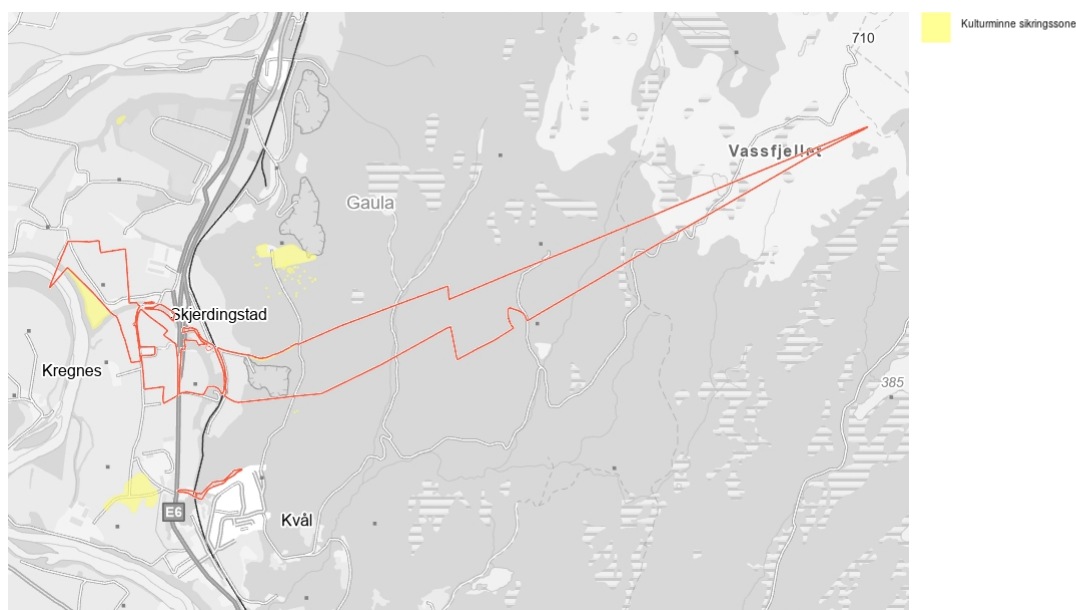 Kulturminne sikringssone
710
Vassfjellet
Gaula
Skjerdingstad
Kregnes
385
E6
Kvål